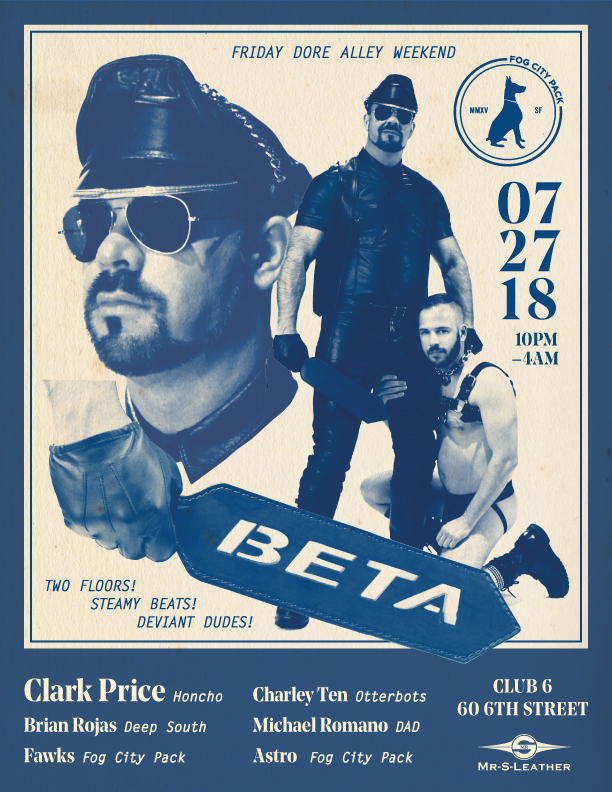 FRIDAY DORE ALLEY WEEKEND
FOG CITY PACK
MMXV SF
07
27
18
10PM
–4AM
BETA
TWO FLOORS!
STEAMY BEATS!
DEVIANT DUDES!
Clark Price Honcho
Brian Rojas Deep South
Fawks Fog City Pack
Charley Ten Otterbots
Michael Romano DAD
Astro Fog City Pack
CLUB 6
60 6TH STREET
MR
S
MR-S-LEATHER